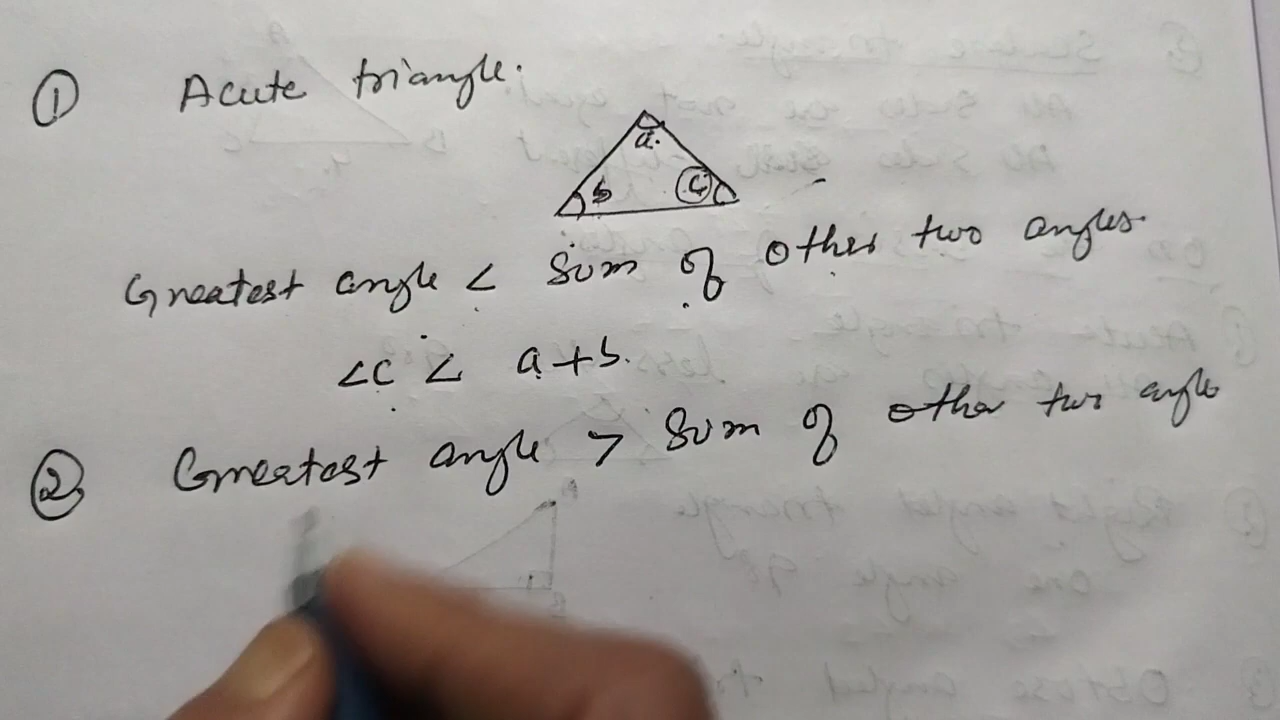 ① Acute triangle.
a.
b c
Greatest angle < Sum of other two angles.
∠c < a+b.
② Greatest angle > Sum of other two angle